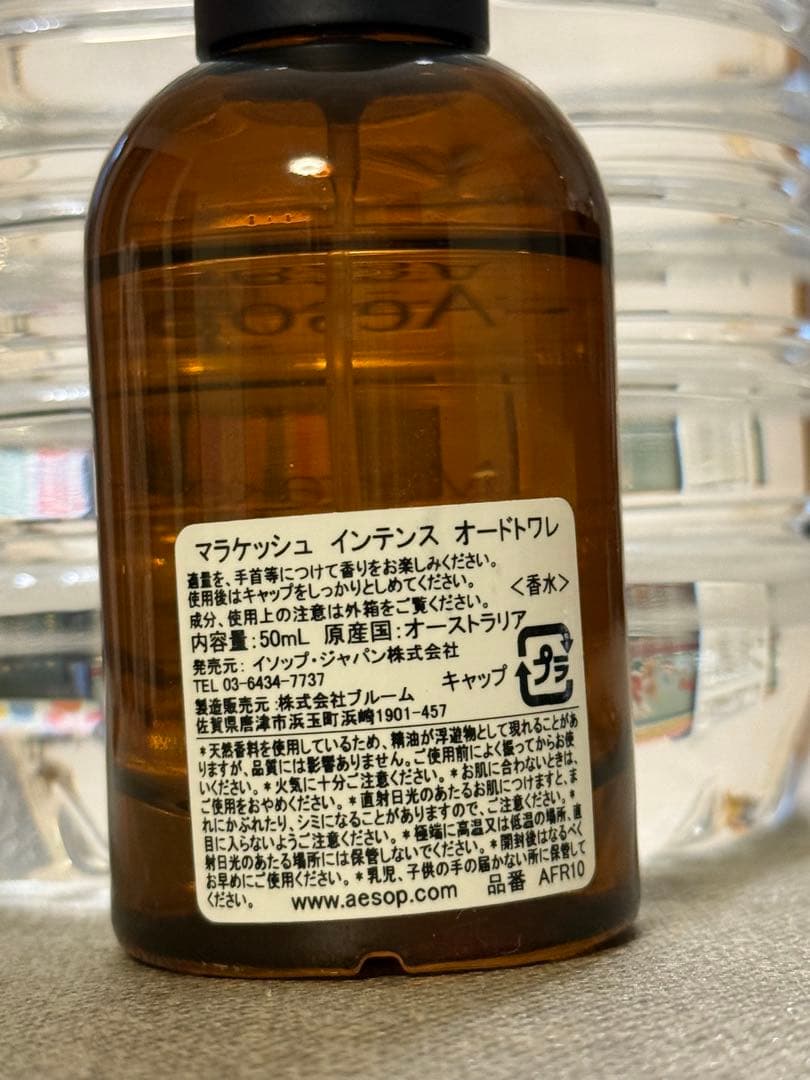 マラケッシュ インテンス オードトワレ
適量を、手首等につけて香りをお楽しみください。
使用後はキャップをしっかりとしめてください。
<香水>
成分、使用上の注意は外箱をご覧ください。
内容量:50mL 原産国:オーストラリア
発売元: イソップ・ジャパン株式会社
TEL 03-6434-7737
キャップ プラ
製造販売元:株式会社ブルーム
佐賀県唐津市浜玉町浜崎1901-457
*天然香料を使用しているため、精油が浮遊物として現れることがあ
りますが、品質には影響ありません。ご使用前によく振ってからお使
いください。*火気に十分ご注意ください。*お肌に合わないときは、
ご使用をおやめください。*直射日光のあたるお肌につけますと、ま
れにかぶれたり、シミになることがありますので、ご注意ください。*
目に入らないようご注意ください。*極端に高温又は低温の場所、直
射日光のあたる場所には保管しないでください。*開封後はなるべく
お早めにご使用ください。*乳児、子供の手の届かない所に保管して
ください。
www.aesop.com 品番 AFR10
Aesop